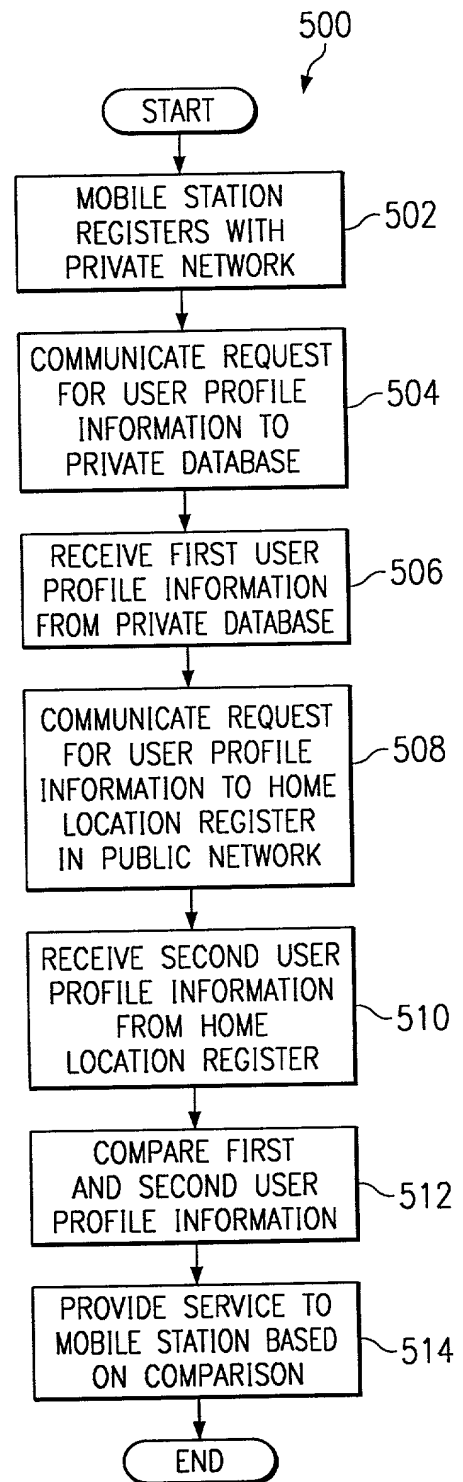 500
START
MOBILE STATION
REGISTERS WITH
PRIVATE NETWORK
502
COMMUNICATE REQUEST
FOR USER PROFILE
INFORMATION TO
PRIVATE DATABASE
504
RECEIVE FIRST USER
PROFILE INFORMATION
FROM PRIVATE DATABASE
506
COMMUNICATE REQUEST
FOR USER PROFILE
INFORMATION TO HOME
LOCATION REGISTER
IN PUBLIC NETWORK
508
RECEIVE SECOND USER
PROFILE INFORMATION
FROM HOME
LOCATION REGISTER
510
COMPARE FIRST
AND SECOND USER
PROFILE INFORMATION
512
PROVIDE SERVICE TO
MOBILE STATION BASED
ON COMPARISON
514
END